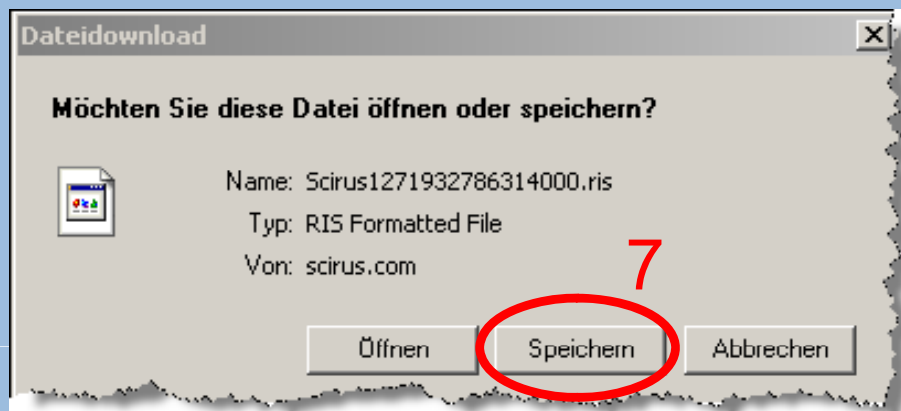 Dateidownload
Möchten Sie diese Datei öffnen oder speichern?
Name: Scirus1271932786314000.ris
Typ: RIS Formatted File
Von: scirus.com
7
Öffnen Speichern Abbrechen